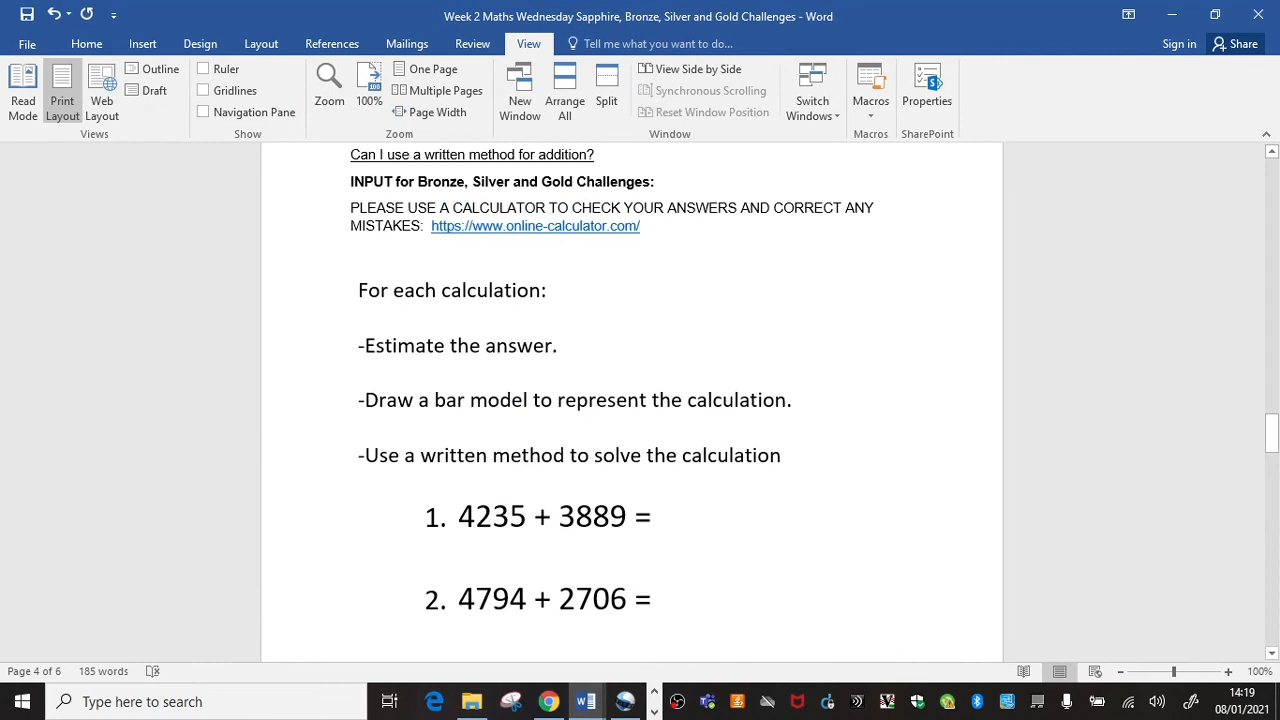 Week 2 Maths Wednesday Sapphire, Bronze, Silver and Gold Challenges - Word
File Home Insert Design Layout References Mailings Review View Tell me what you want to do... Sign in Share
Read Mode
Print Layout
Web Layout
Outline
Draft
Views
Ruler
Gridlines
Navigation Pane
Show
Zoom
100%
One Page
Multiple Pages
Page Width
Zoom
New Window
Arrange All
Split
View Side by Side
Synchronous Scrolling
Reset Window Position
Window
Switch Windows
Macros
Macros
Properties
SharePoint
Can I use a written method for addition?
INPUT for Bronze, Silver and Gold Challenges:
PLEASE USE A CALCULATOR TO CHECK YOUR ANSWERS AND CORRECT ANY
MISTAKES: https://www.online-calculator.com/
For each calculation:
-Estimate the answer.
-Draw a bar model to represent the calculation.
-Use a written method to solve the calculation
1. 4235 + 3889 =
2. 4794 + 2706 =
Page 4 of 6 185 words 100%
Type here to search 14:19
08/01/2021